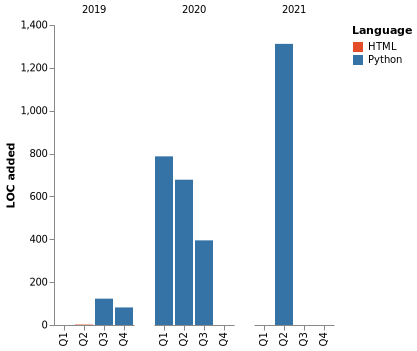 2019 2020 2021
Language
HTML
Python
LOC added
1,400
1,200
1,000
800
600
400
200
0
Q1 Q2 Q3 Q4 Q1 Q2 Q3 Q4 Q1 Q2 Q3 Q4